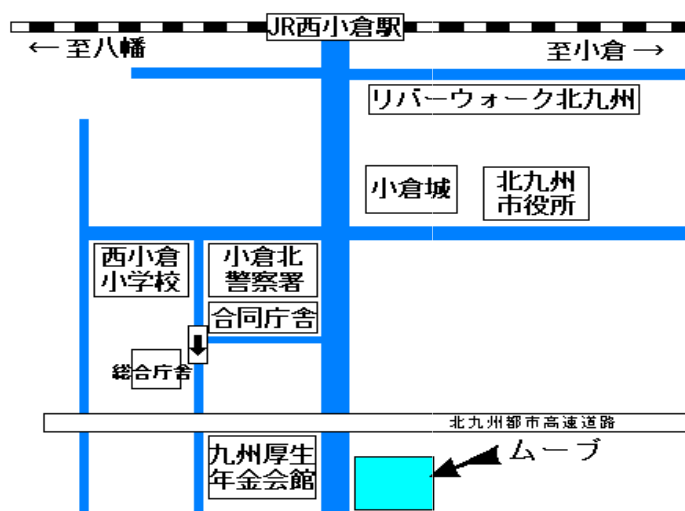 JR西小倉駅
← 至八幡
至小倉 →
リバーウォーク北九州
小倉城
北九州
市役所
西小倉
小学校
小倉北
警察署
合同庁舎
総合庁舎
北九州都市高速道路
ムーブ
九州厚生
年金会館